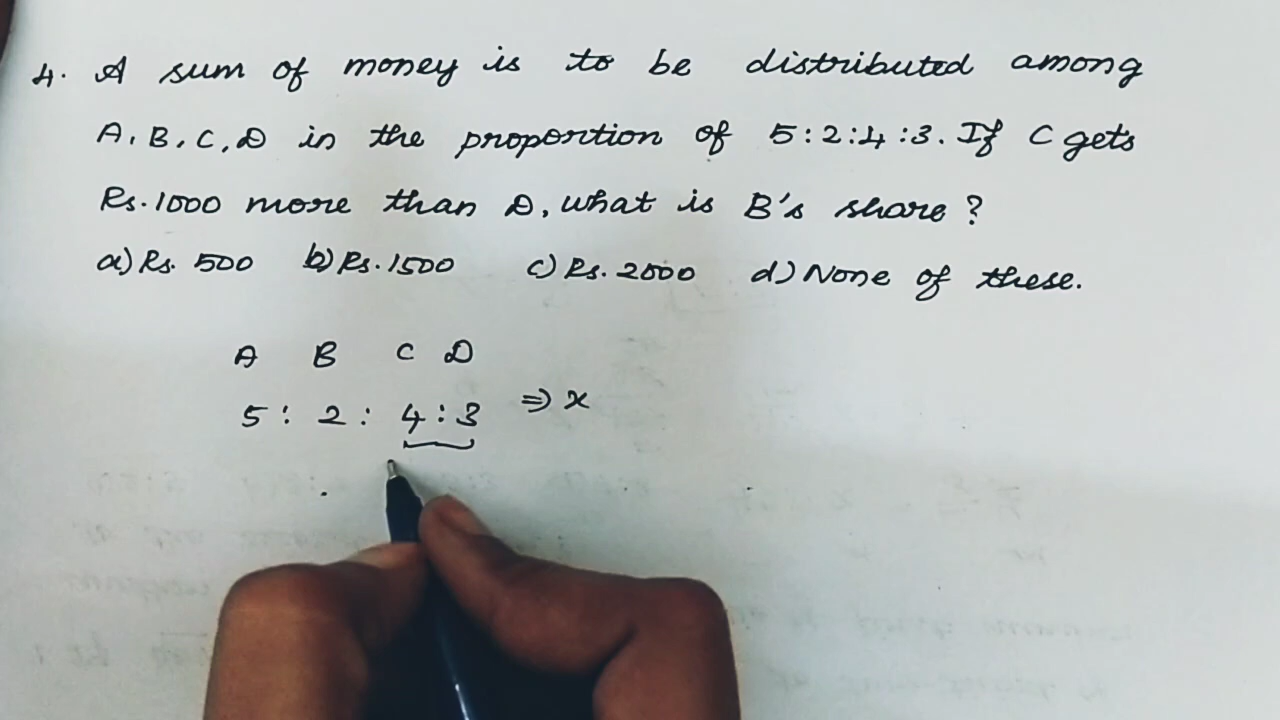 4. A sum of money is to be distributed among
A, B, C, D in the proportion of 5:2:4:3. If C gets
Rs. 1000 more than D, what is B's share?
a) Rs. 500 b) Rs. 1500 c) Rs. 2000 d) None of these.
A B C D
5 : 2 : 4 : 3 ⇒ x